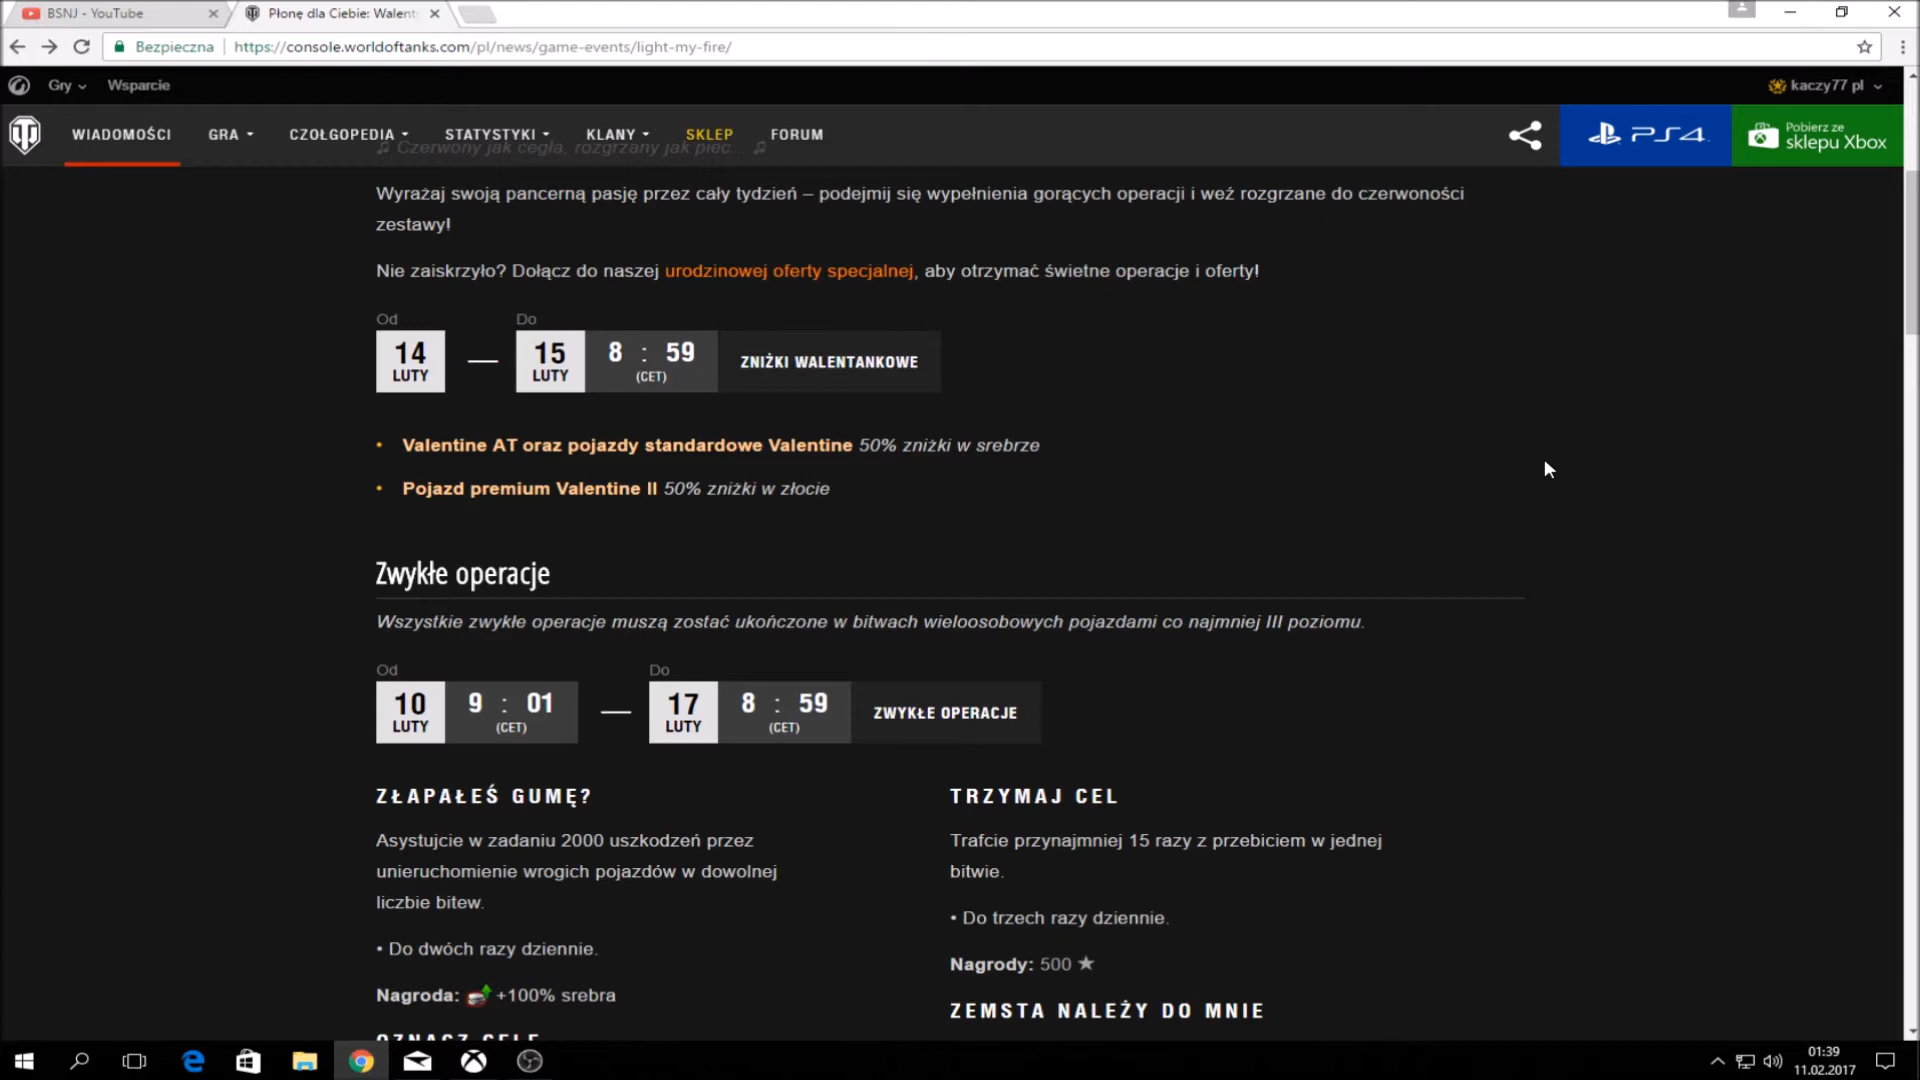 BSNJ - YouTube
Płonę dla Ciebie: Walent
Bezpieczna
https://console.worldoftanks.com/pl/news/game-events/light-my-fire/
Gry
Wsparcie
kaczy77 pl
WIADOMOŚCI
GRA
CZOŁGOPEDIA
STATYSTYKI
KLANY
SKLEP
FORUM
PS4
Pobierz ze
sklepu Xbox
♫ Czerwony jak cegła, rozgrzany jak piec... ♫
Wyrażaj swoją pancerną pasję przez cały tydzień – podejmij się wypełnienia gorących operacji i weź rozgrzane do czerwoności
zestawy!
Nie zaiskrzyło? Dołącz do naszej urodzinowej oferty specjalnej, aby otrzymać świetne operacje i oferty!
Od
Do
14
LUTY
—
15
LUTY
8 : 59
(CET)
ZNIŻKI WALENTANKOWE
• Valentine AT oraz pojazdy standardowe Valentine 50% zniżki w srebrze
• Pojazd premium Valentine II 50% zniżki w złocie
Zwykłe operacje
Wszystkie zwykłe operacje muszą zostać ukończone w bitwach wieloosobowych pojazdami co najmniej III poziomu.
Od
Do
10
LUTY
9 : 01
(CET)
—
17
LUTY
8 : 59
(CET)
ZWYKŁE OPERACJE
ZŁAPAŁEŚ GUMĘ?
Asystujcie w zadaniu 2000 uszkodzeń przez
unieruchomienie wrogich pojazdów w dowolnej
liczbie bitew.
• Do dwóch razy dziennie.
Nagroda: +100% srebra
OZNACZ CELE
TRZYMAJ CEL
Trafcie przynajmniej 15 razy z przebiciem w jednej
bitwie.
• Do trzech razy dziennie.
Nagrody: 500 ★
ZEMSTA NALEŻY DO MNIE
01:39
11.02.2017